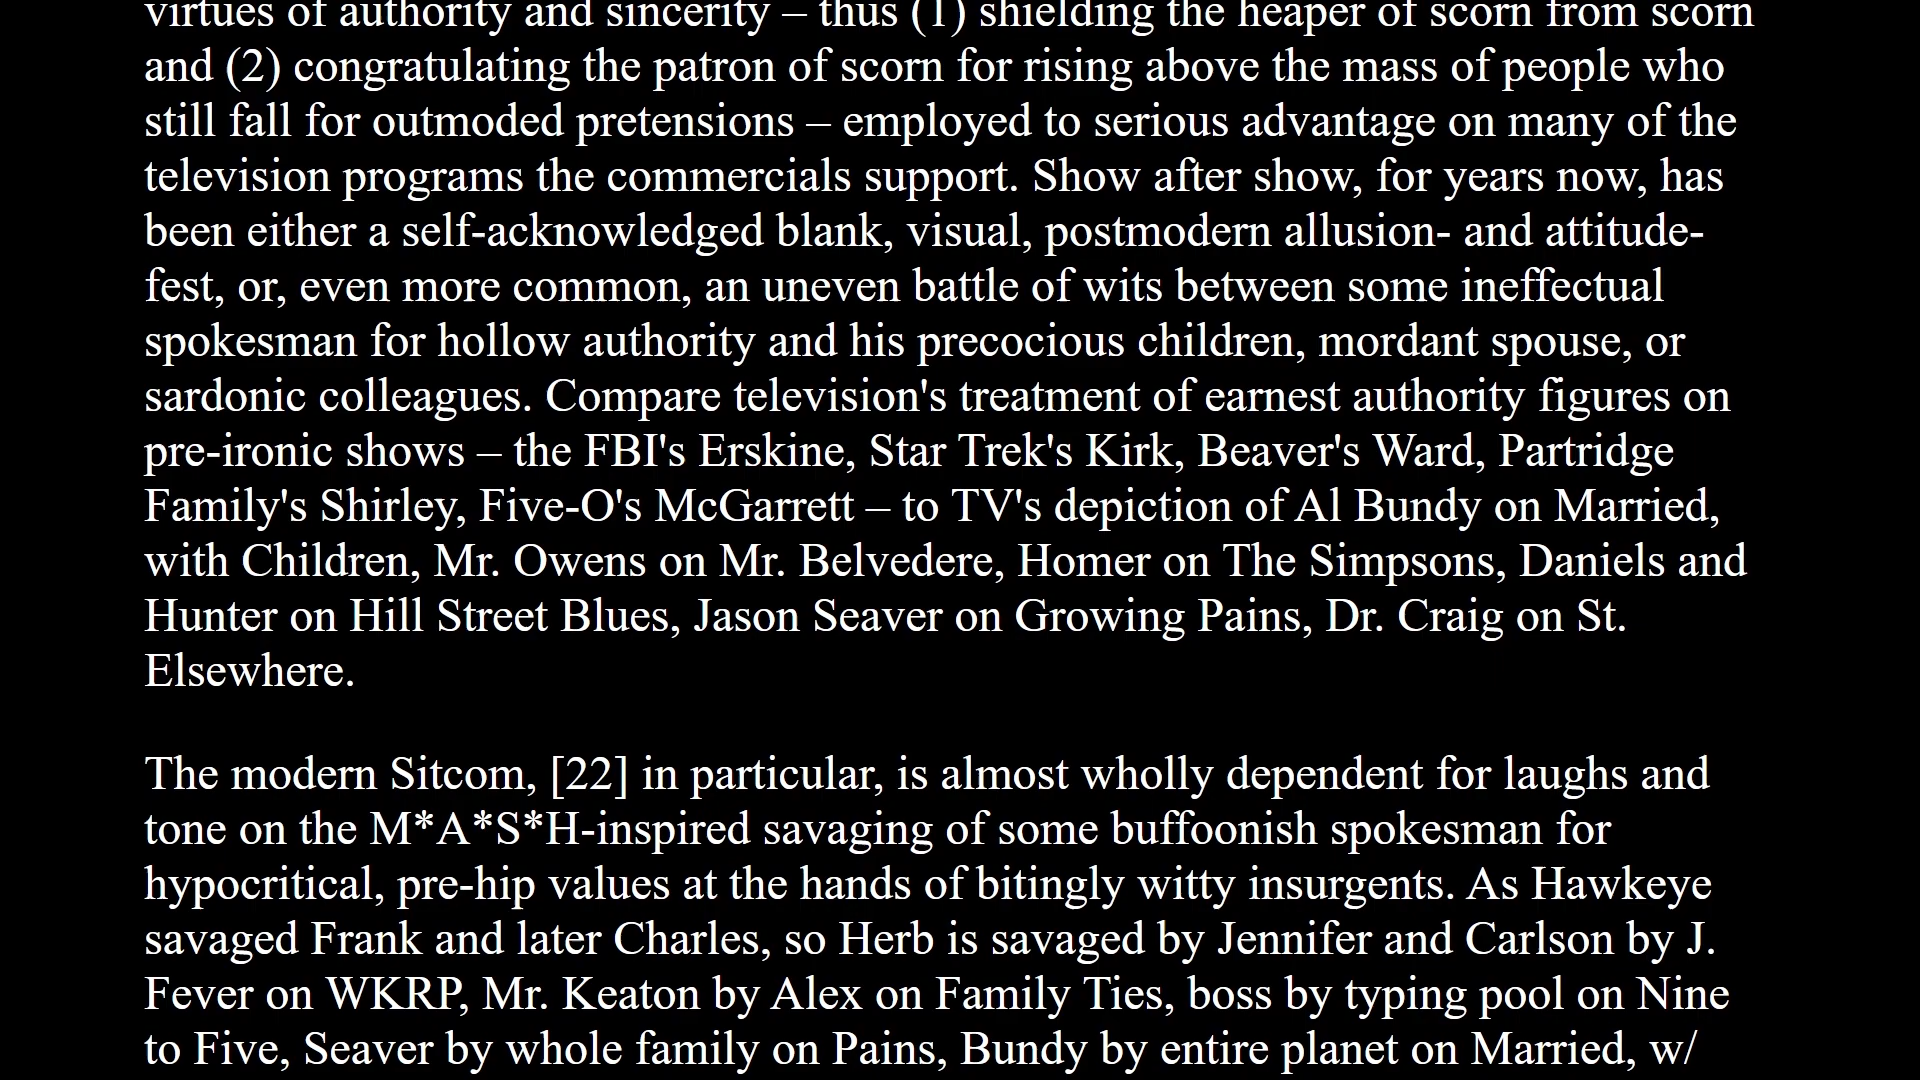 virtues of authority and sincerity – thus (1) shielding the heaper of scorn from scorn
and (2) congratulating the patron of scorn for rising above the mass of people who
still fall for outmoded pretensions – employed to serious advantage on many of the
television programs the commercials support. Show after show, for years now, has
been either a self-acknowledged blank, visual, postmodern allusion- and attitude-
fest, or, even more common, an uneven battle of wits between some ineffectual
spokesman for hollow authority and his precocious children, mordant spouse, or
sardonic colleagues. Compare television's treatment of earnest authority figures on
pre-ironic shows – the FBI's Erskine, Star Trek's Kirk, Beaver's Ward, Partridge
Family's Shirley, Five-O's McGarrett – to TV's depiction of Al Bundy on Married,
with Children, Mr. Owens on Mr. Belvedere, Homer on The Simpsons, Daniels and
Hunter on Hill Street Blues, Jason Seaver on Growing Pains, Dr. Craig on St.
Elsewhere.
The modern Sitcom, [22] in particular, is almost wholly dependent for laughs and
tone on the M*A*S*H-inspired savaging of some buffoonish spokesman for
hypocritical, pre-hip values at the hands of bitingly witty insurgents. As Hawkeye
savaged Frank and later Charles, so Herb is savaged by Jennifer and Carlson by J.
Fever on WKRP, Mr. Keaton by Alex on Family Ties, boss by typing pool on Nine
to Five, Seaver by whole family on Pains, Bundy by entire planet on Married, w/